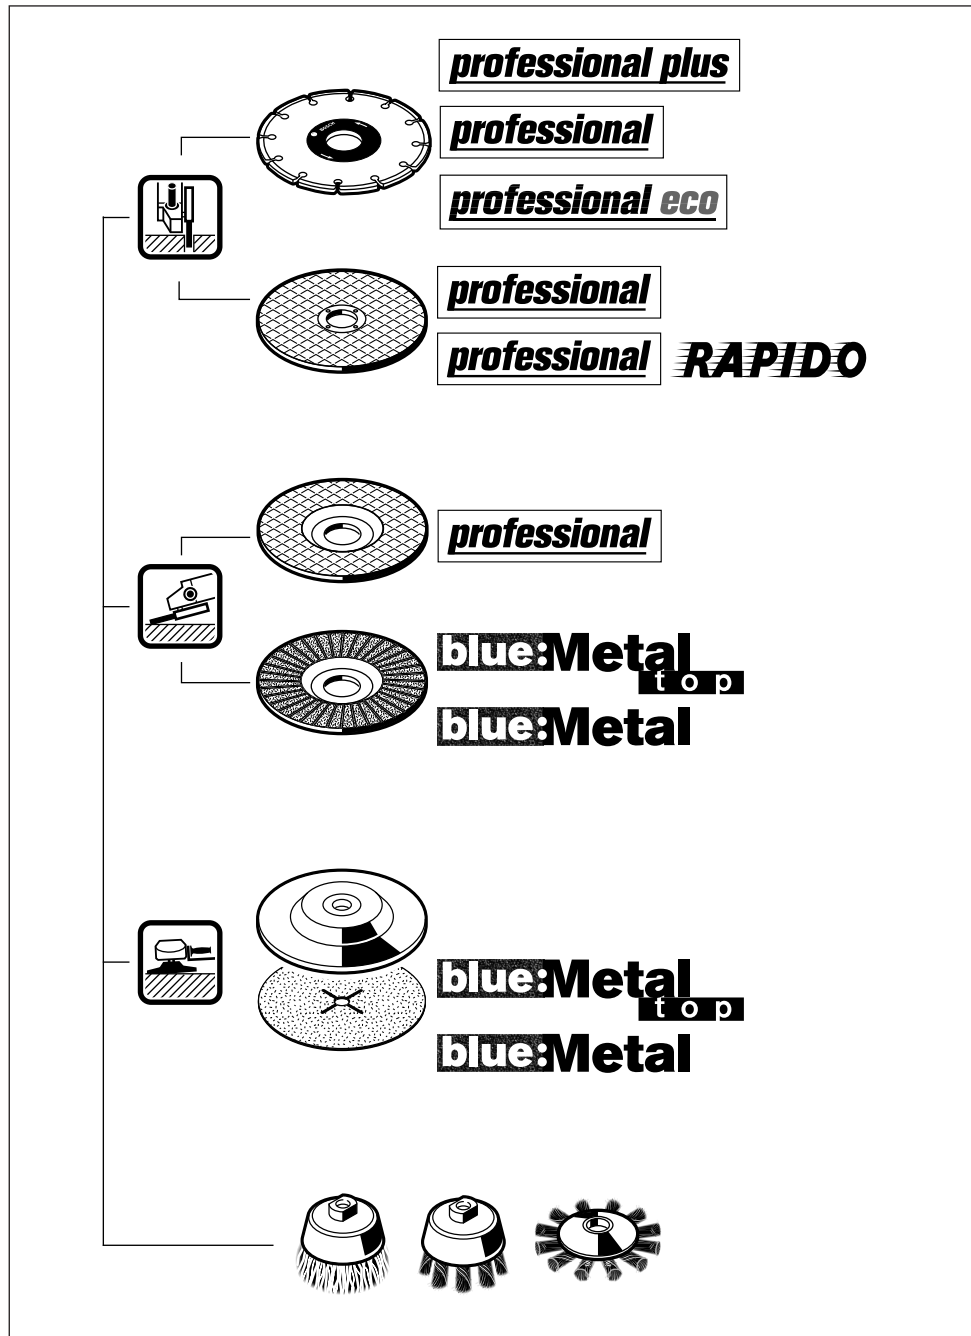 professional plus
BOSCH
professional
professional eco
professional
professional RAPIDO
professional
blue:Metal
top
blue:Metal
blue:Metal
top
blue:Metal